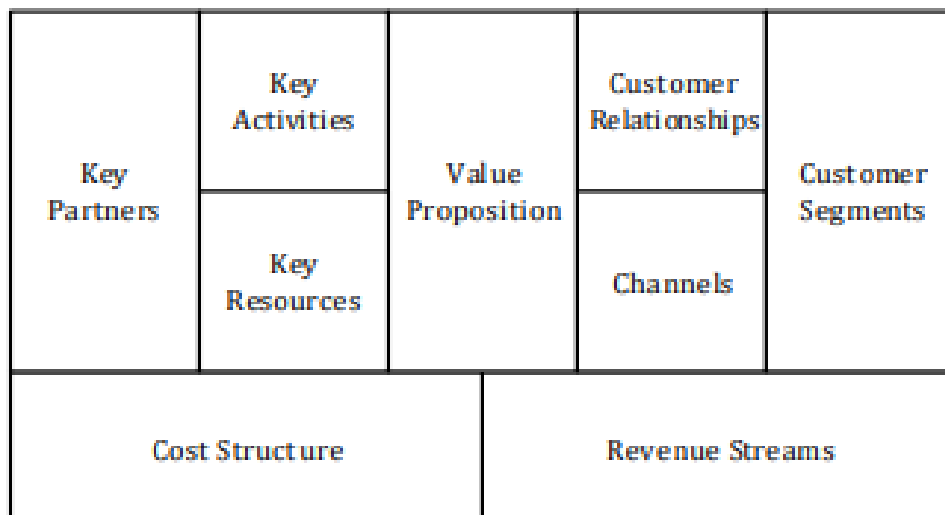 Key
Partners
Key
Activities
Key
Resources
Value
Proposition
Customer
Relationships
Channels
Customer
Segments
Cost Structure
Revenue Streams